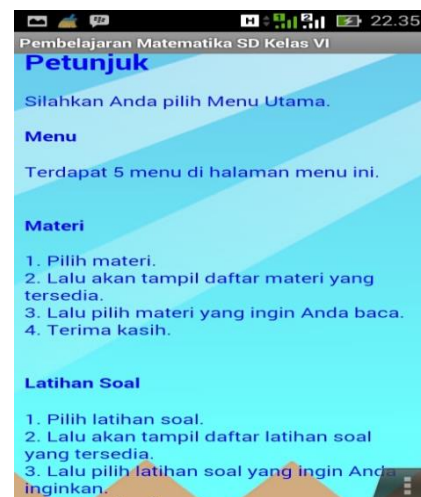 H 22.35
Pembelajaran Matematika SD Kelas VI
Petunjuk
Silahkan Anda pilih Menu Utama.
Menu
Terdapat 5 menu di halaman menu ini.
Materi
1. Pilih materi.
2. Lalu akan tampil daftar materi yang
tersedia.
3. Lalu pilih materi yang ingin Anda baca.
4. Terima kasih.
Latihan Soal
1. Pilih latihan soal.
2. Lalu akan tampil daftar latihan soal
yang tersedia.
3. Lalu pilih latihan soal yang ingin Anda
inginkan.